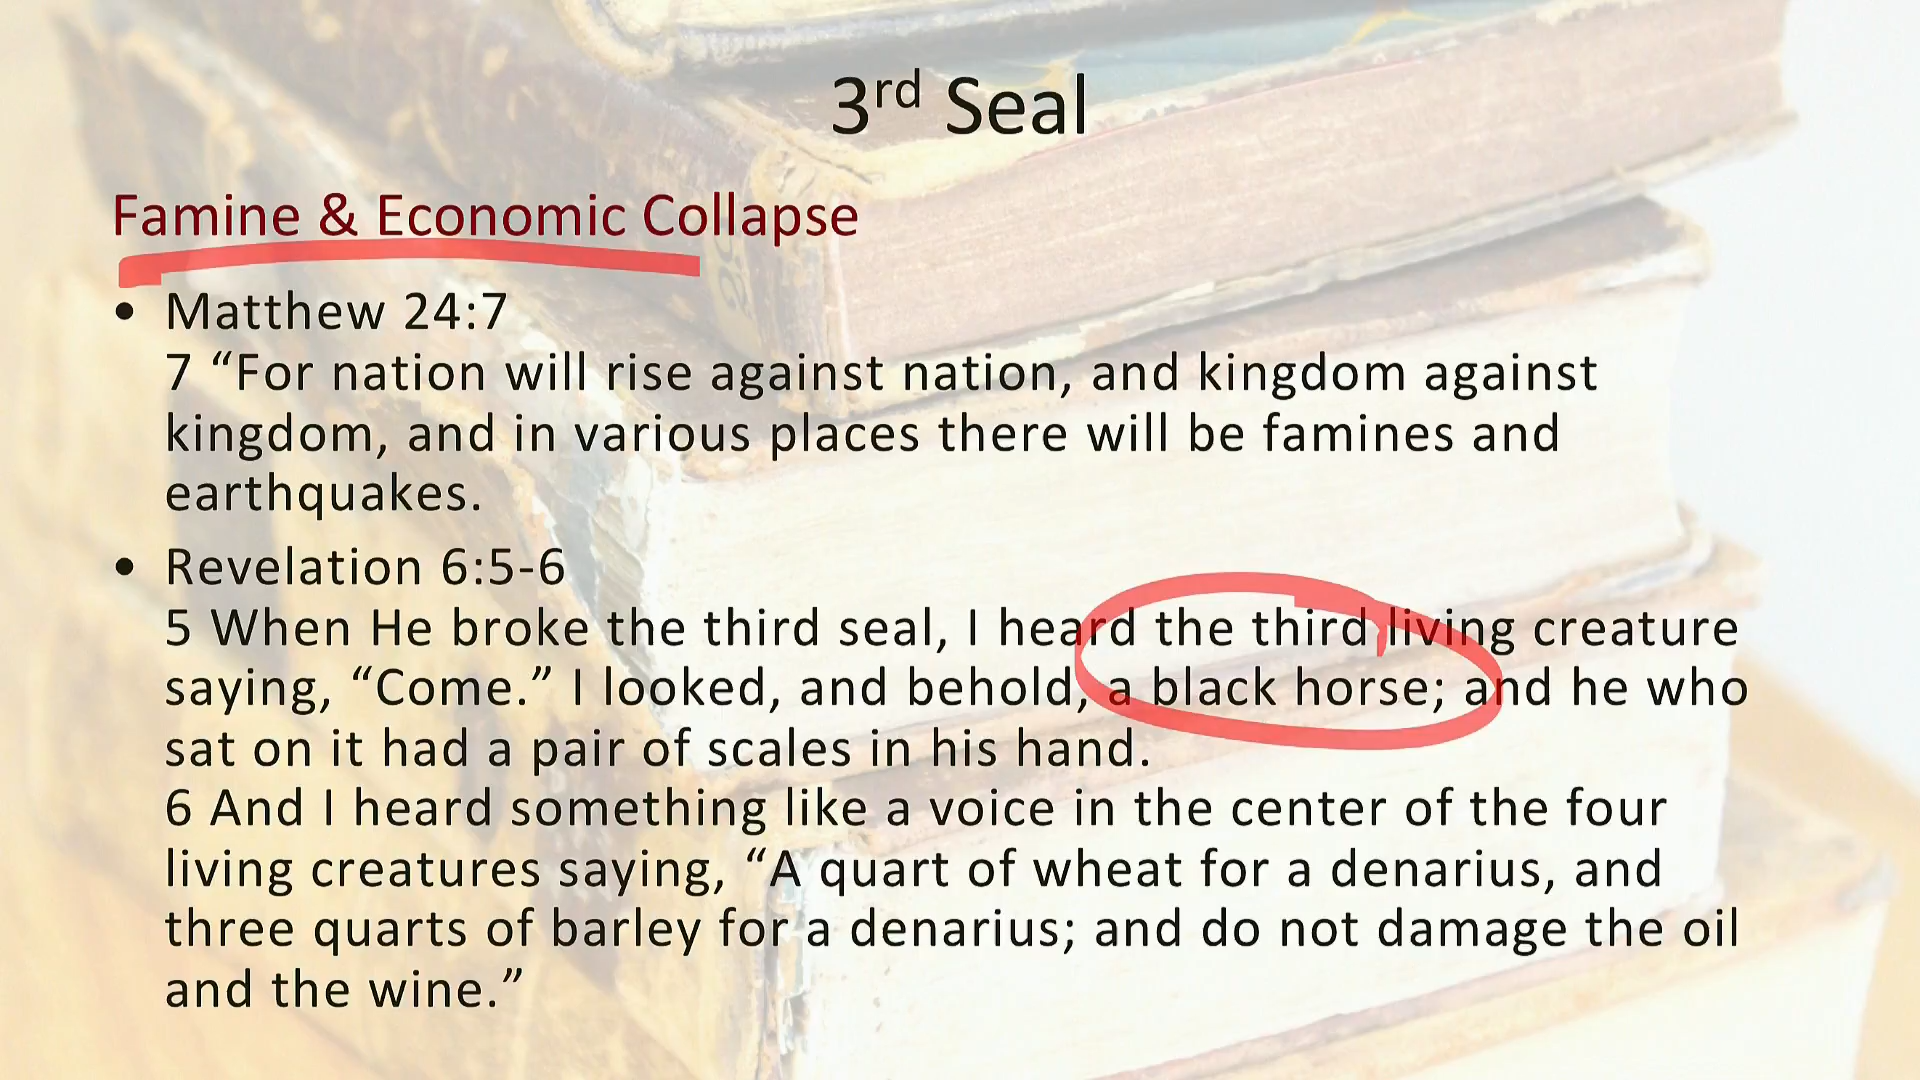 3rd Seal
Famine & Economic Collapse
• Matthew 24:7
7 “For nation will rise against nation, and kingdom against
kingdom, and in various places there will be famines and
earthquakes.
• Revelation 6:5-6
5 When He broke the third seal, I heard the third living creature
saying, “Come.” I looked, and behold, a black horse; and he who
sat on it had a pair of scales in his hand.
6 And I heard something like a voice in the center of the four
living creatures saying, “A quart of wheat for a denarius, and
three quarts of barley for a denarius; and do not damage the oil
and the wine.”